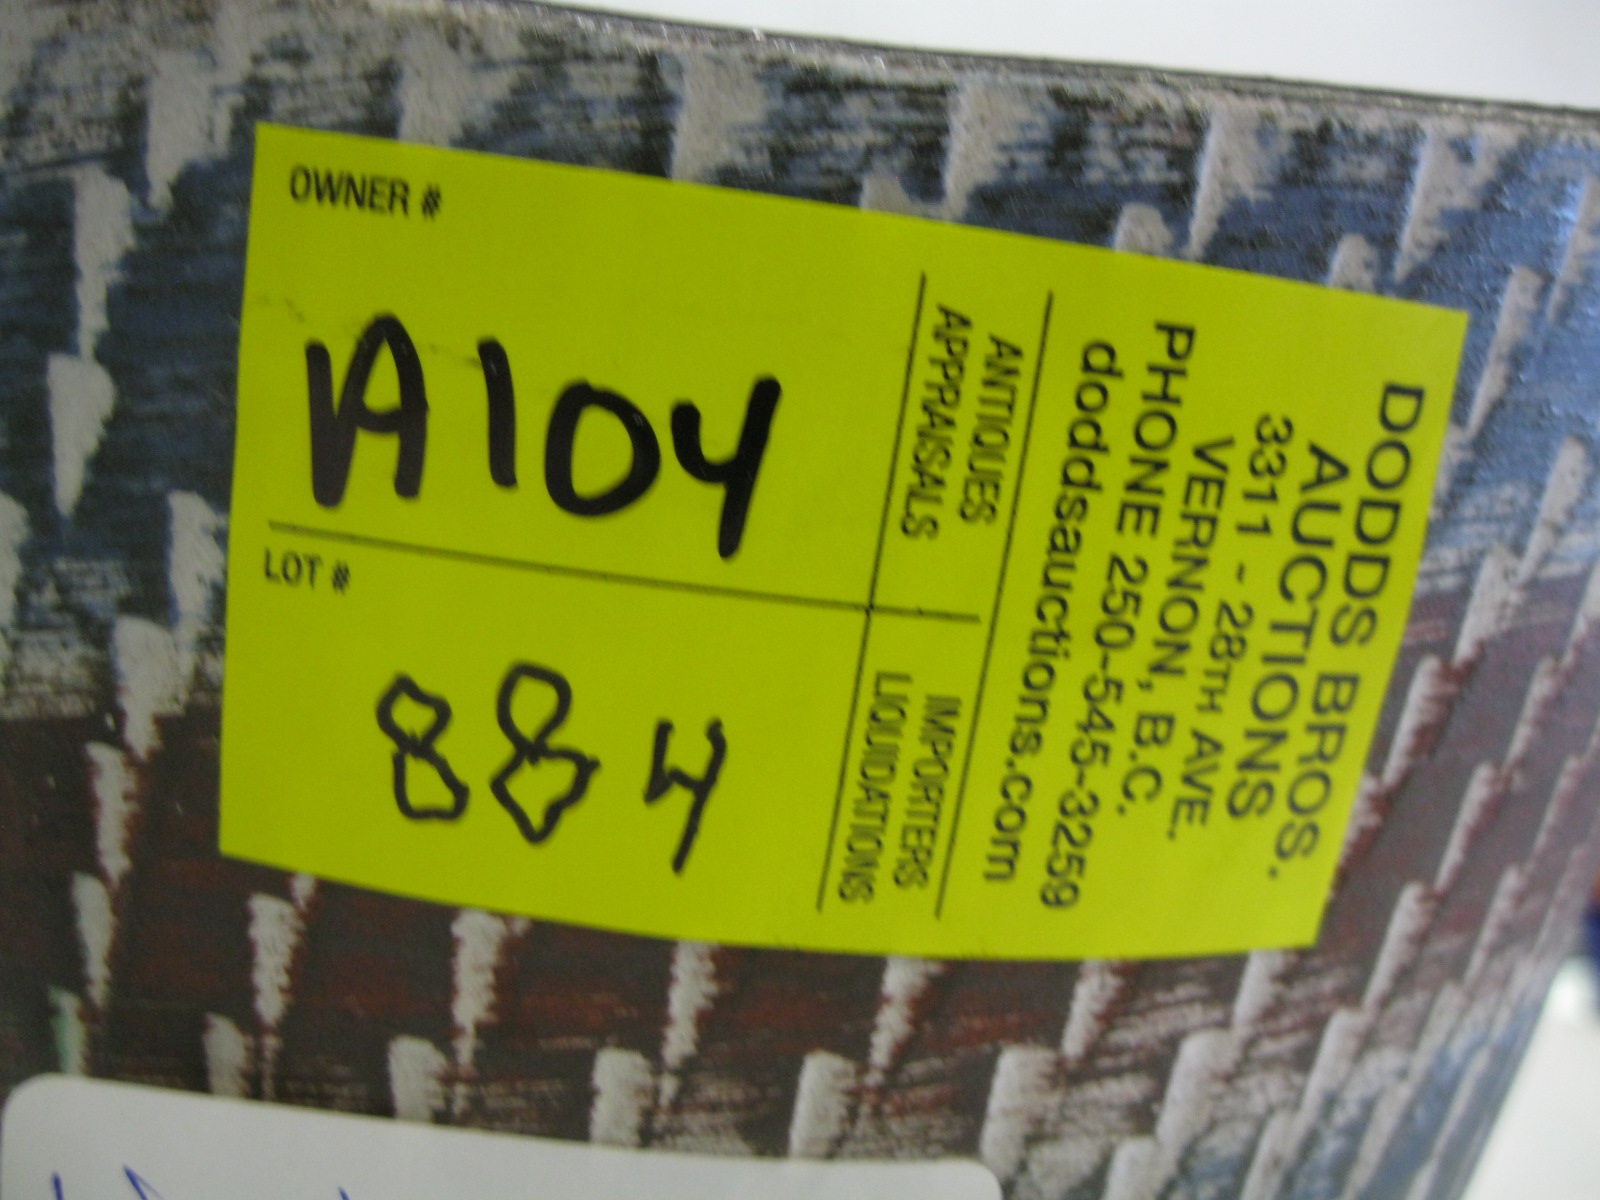 OWNER #
A104
LOT #
884
ANTIQUES
APPRAISALS
IMPORTERS
LIQUIDATIONS
DODDS BROS.
AUCTIONS
3311 - 28TH AVE.
VERNON, B.C.
PHONE 250-545-3259
doddsauctions.com